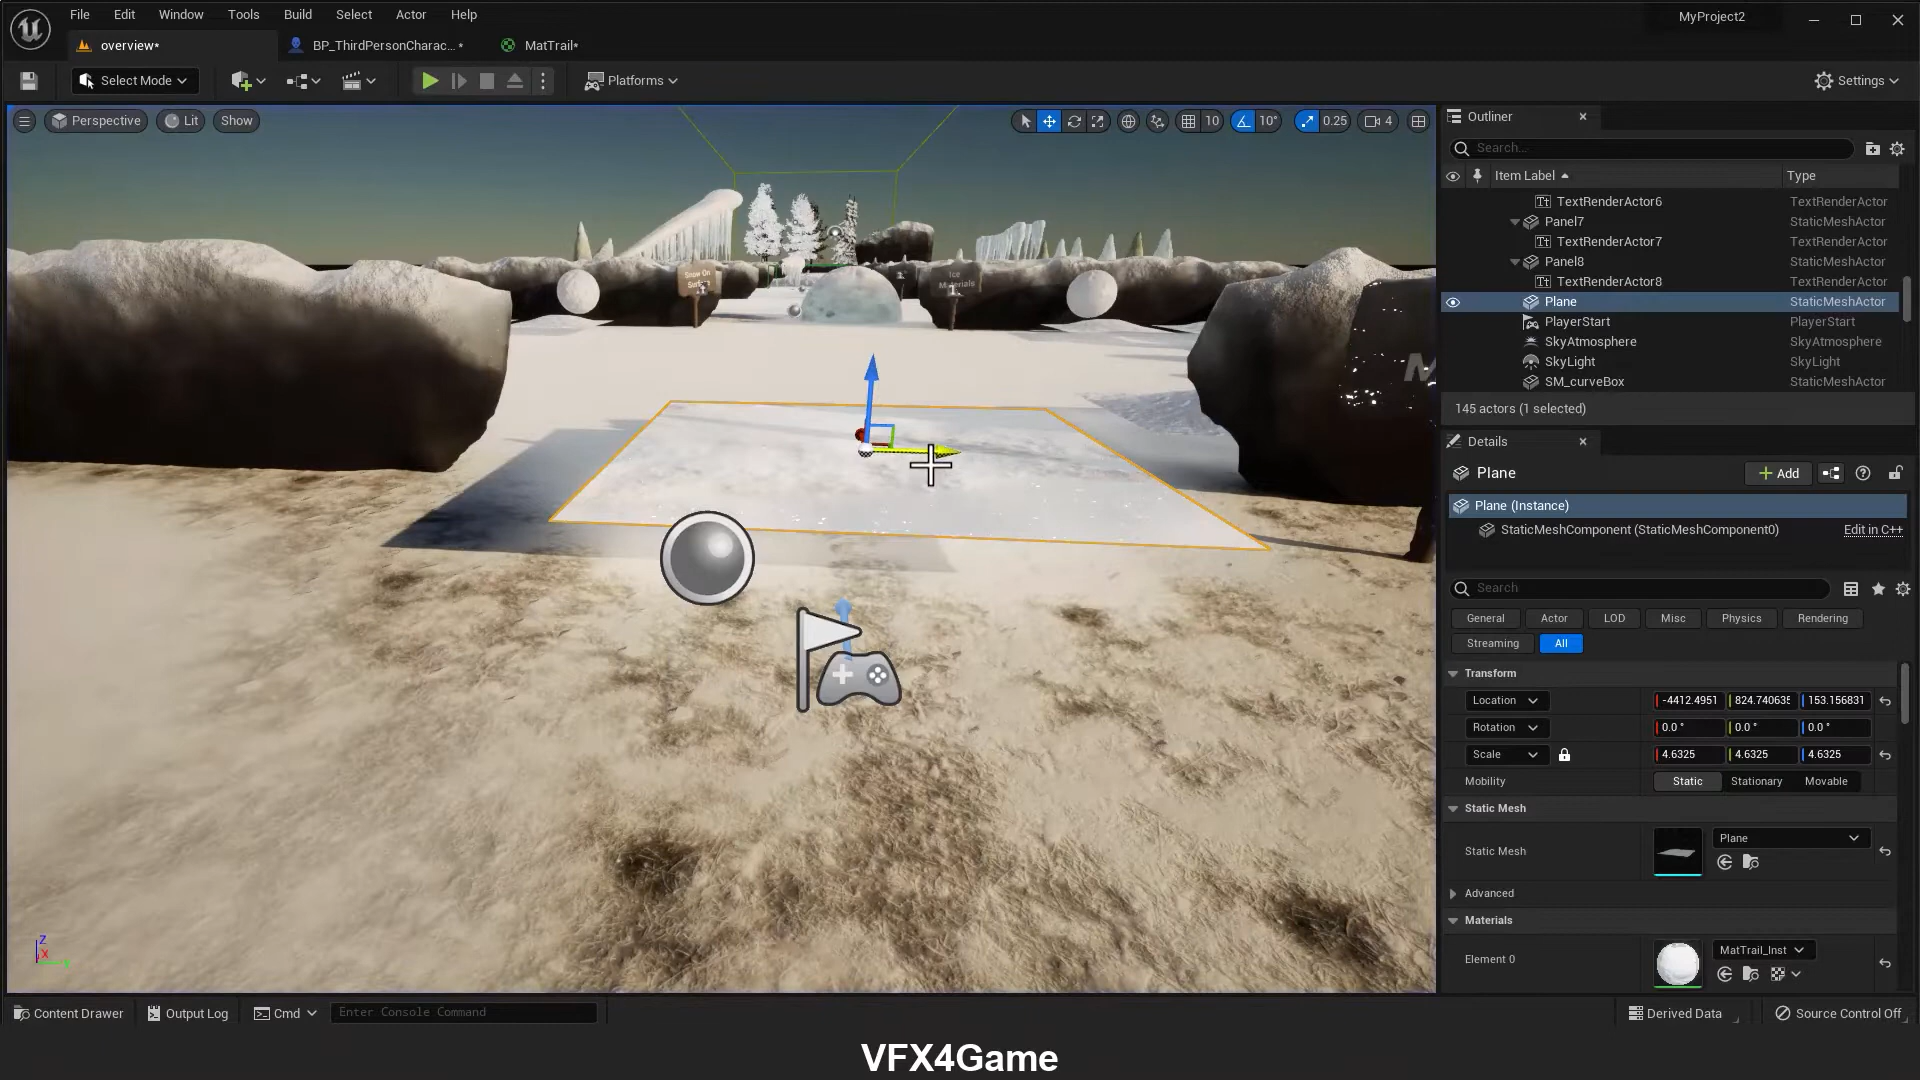 File Edit Window Tools Build Select Actor Help
MyProject2
overview*
BP_ThirdPersonCharac... *
MatTrail*
Select Mode
Platforms
Settings
Perspective
Lit
Show
10
10°
0.25
4
Snow On
Ice
Materials
Outliner
Search...
Item Label
Type
TextRenderActor6 TextRenderActor
Panel7 StaticMeshActor
TextRenderActor7 TextRenderActor
Panel8 StaticMeshActor
TextRenderActor8 TextRenderActor
Plane StaticMeshActor
PlayerStart PlayerStart
SkyAtmosphere SkyAtmosphere
SkyLight SkyLight
SM_curveBox StaticMeshActor
145 actors (1 selected)
Details
Plane
Add
Plane (Instance)
StaticMeshComponent (StaticMeshComponent0) Edit in C++
Search
General Actor LOD Misc Physics Rendering
Streaming All
Transform
Location -4412.4951 824.740635 153.156831
Rotation 0.0 ° 0.0 ° 0.0 °
Scale 4.6325 4.6325 4.6325
Mobility Static Stationary Movable
Static Mesh
Static Mesh Plane
Advanced
Materials
Element 0 MatTrail_Inst
Z
X
Content Drawer
Output Log
Cmd
Enter Console Command
Derived Data
Source Control Off
VFX4Game